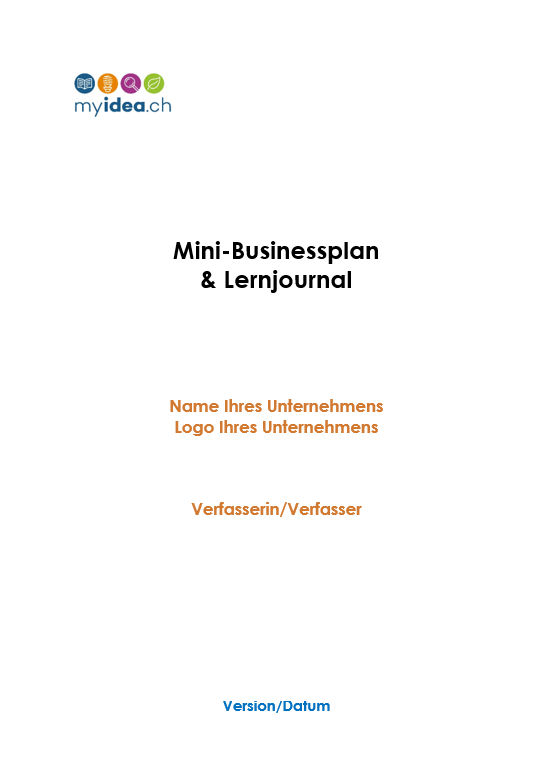 myidea.ch
Mini-Businessplan
& Lernjournal
Name Ihres Unternehmens
Logo Ihres Unternehmens
Verfasserin/Verfasser
Version/Datum